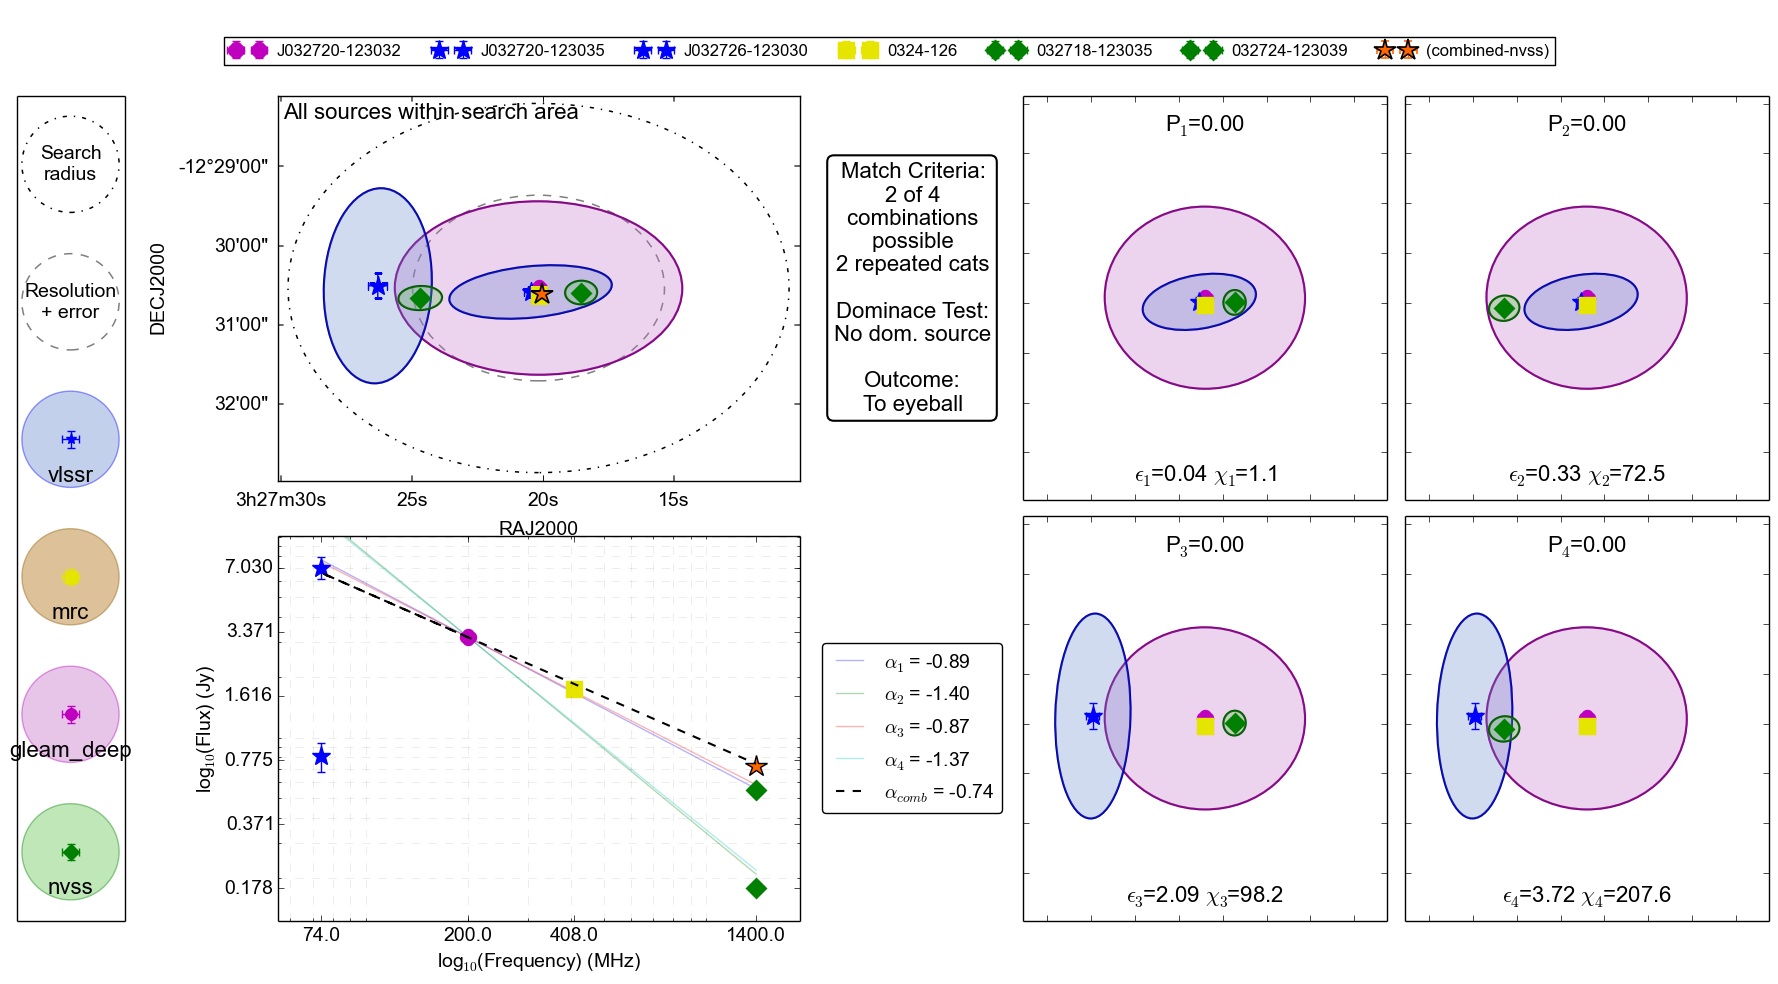 J032720-123032 J032720-123035 J032726-123030 0324-126 032718-123035 032724-123039 (combined-nvss)
Search
radius
Resolution
+ error
vlssr
mrc
gleam_deep
nvss
All sources within search area
DECJ2000
-12°29'00"
30'00"
31'00"
32'00"
3h27m30s 25s 20s 15s
RAJ2000
Match Criteria:
2 of 4
combinations
possible
2 repeated cats
Dominace Test:
No dom. source
Outcome:
To eyeball
P₁=0.00
ϵ₁=0.04 χ₁=1.1
P₂=0.00
ϵ₂=0.33 χ₂=72.5
P₃=0.00
ϵ₃=2.09 χ₃=98.2
P₄=0.00
ϵ₄=3.72 χ₄=207.6
log₁₀(Flux) (Jy)
7.030
3.371
1.616
0.775
0.371
0.178
74.0 200.0 408.0 1400.0
log₁₀(Frequency) (MHz)
α₁ = -0.89
α₂ = -1.40
α₃ = -0.87
α₄ = -1.37
α_comb = -0.74